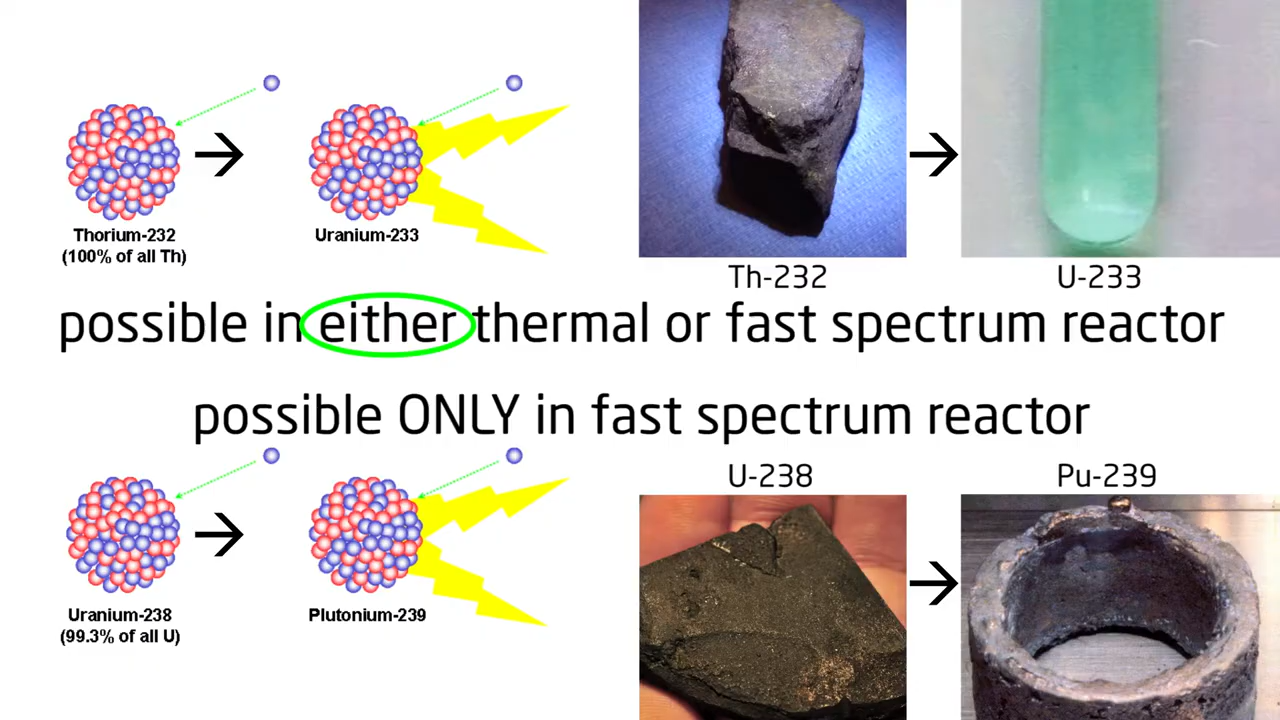 Thorium-232
(100% of all Th)
Uranium-233
Th-232
U-233
possible in either thermal or fast spectrum reactor
possible ONLY in fast spectrum reactor
U-238
Pu-239
Uranium-238
(99.3% of all U)
Plutonium-239